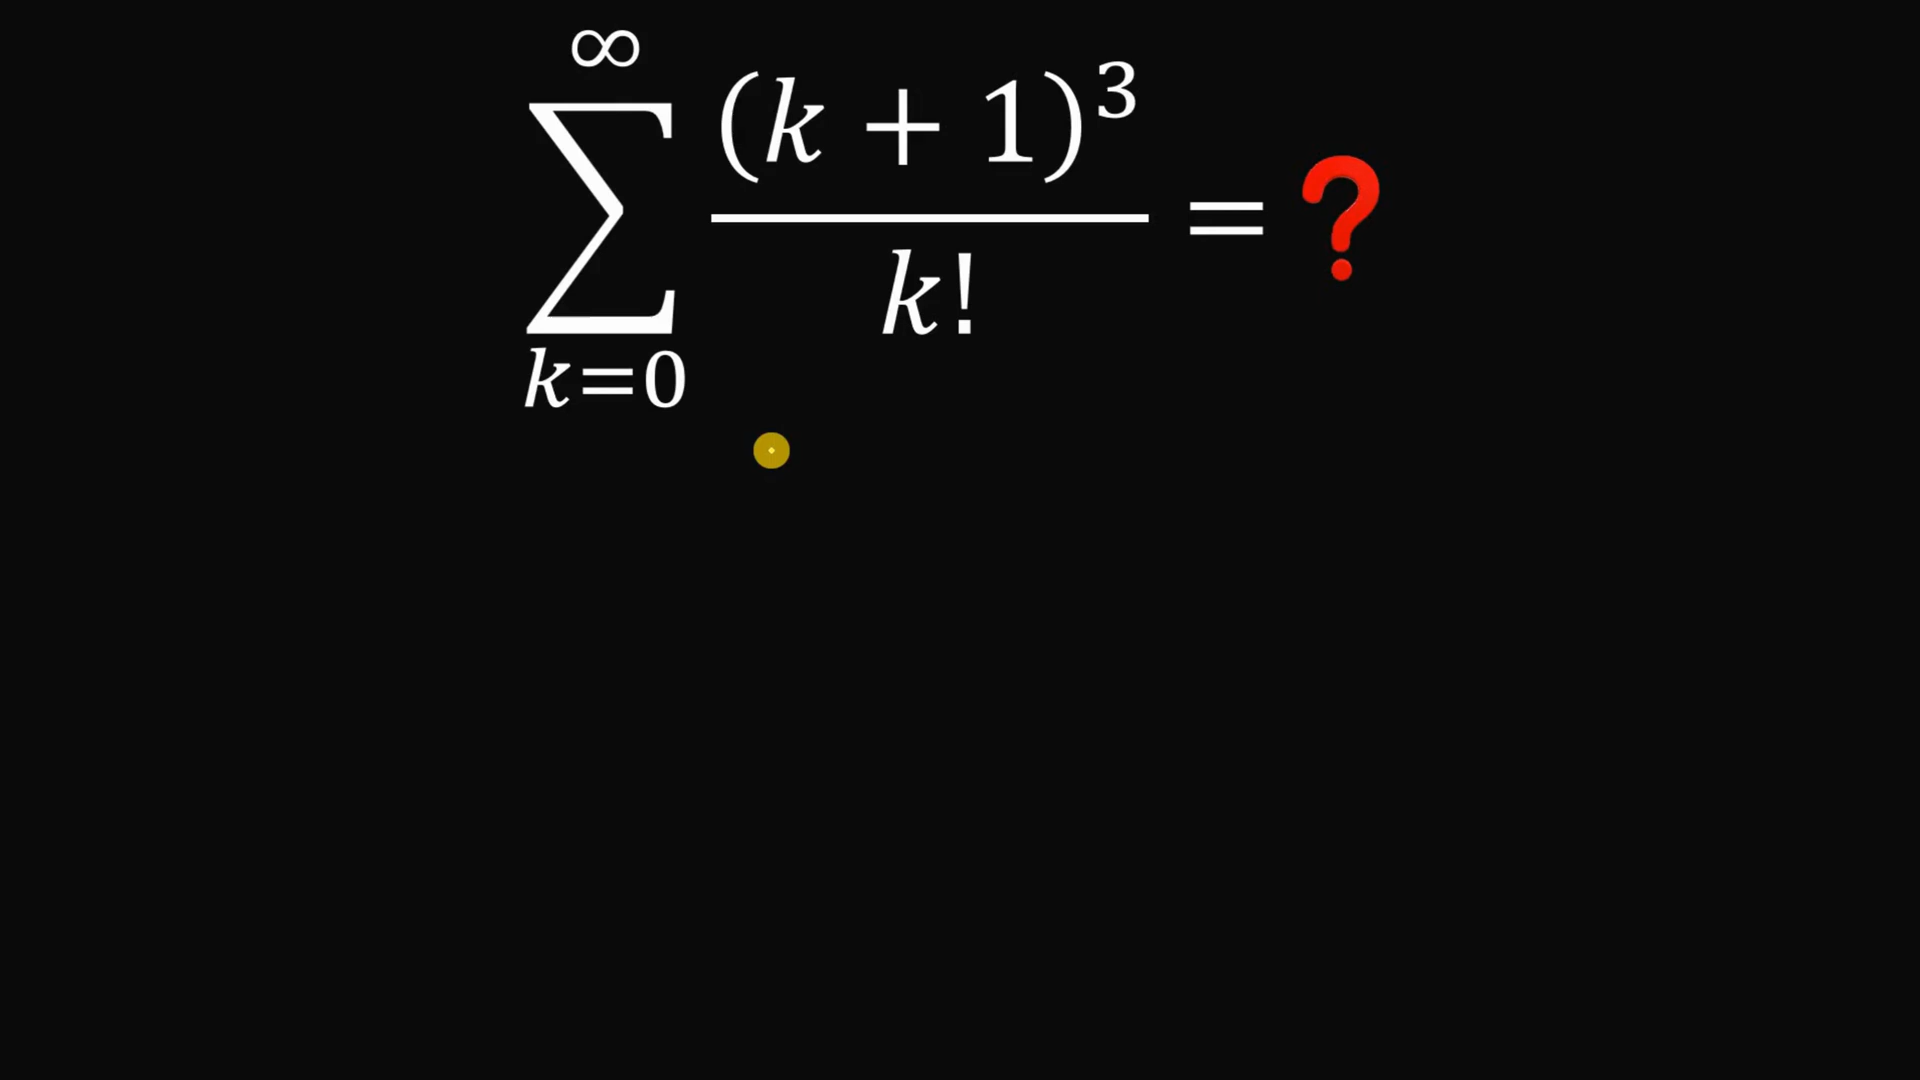 ∑_{k=0}^{∞} (k + 1)³ / k! = ?